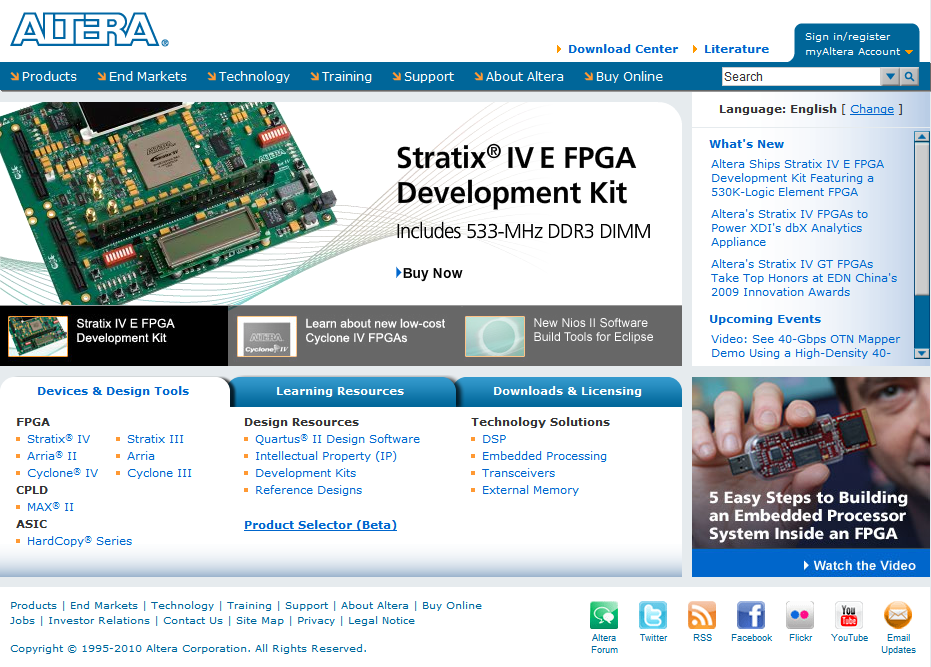 ALTERA®
Download Center
Literature
Sign in/register
myAltera Account
Products
End Markets
Technology
Training
Support
About Altera
Buy Online
Search
Stratix® IV E FPGA
Development Kit
Includes 533-MHz DDR3 DIMM
Buy Now
Language: English [ Change ]
What's New
Altera Ships Stratix IV E FPGA
Development Kit Featuring a
530K-Logic Element FPGA
Altera's Stratix IV FPGAs to
Power XDI's dbX Analytics
Appliance
Altera's Stratix IV GT FPGAs
Take Top Honors at EDN China's
2009 Innovation Awards
Upcoming Events
Video: See 40-Gbps OTN Mapper
Demo Using a High-Density 40-
Stratix IV E FPGA
Development Kit
ALTERA
Cyclone IV
Learn about new low-cost
Cyclone IV FPGAs
New Nios II Software
Build Tools for Eclipse
Devices & Design Tools
Learning Resources
Downloads & Licensing
FPGA
Stratix® IV
Stratix III
Arria® II
Arria
Cyclone® IV
Cyclone III
CPLD
MAX® II
ASIC
HardCopy® Series
Design Resources
Quartus® II Design Software
Intellectual Property (IP)
Development Kits
Reference Designs
Product Selector (Beta)
Technology Solutions
DSP
Embedded Processing
Transceivers
External Memory
5 Easy Steps to Building
an Embedded Processor
System Inside an FPGA
Watch the Video
Products | End Markets | Technology | Training | Support | About Altera | Buy Online
Jobs | Investor Relations | Contact Us | Site Map | Privacy | Legal Notice
Copyright © 1995-2010 Altera Corporation. All Rights Reserved.
Altera
Forum
Twitter
RSS
Facebook
Flickr
You
Tube
YouTube
Email
Updates